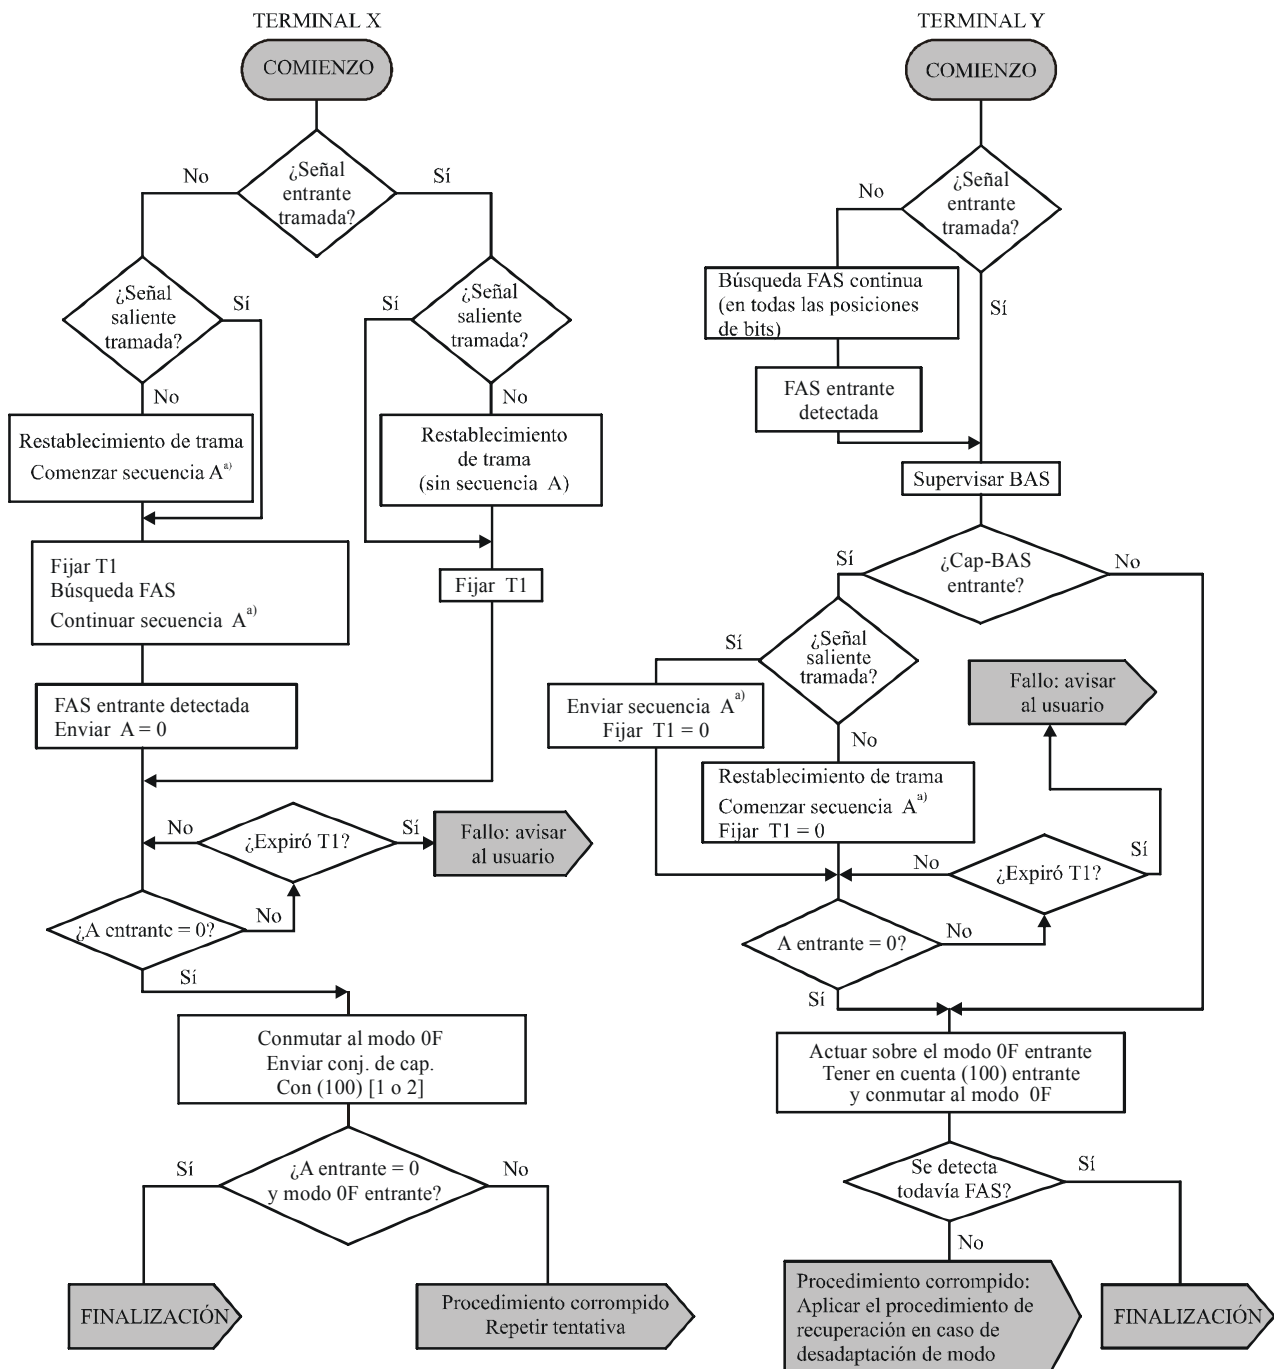 TERMINAL X
COMIENZO
¿Señal
entrante
tramada?
No
Sí
¿Señal
saliente
tramada?
Sí
No
Sí
¿Señal
saliente
tramada?
No
Restablecimiento de trama
Comenzar secuencia A a)
Restablecimiento
de trama
(sin secuencia A)
Fijar T1
Búsqueda FAS
Continuar secuencia A a)
Fijar T1
FAS entrante detectada
Enviar A = 0
No
¿Expiró T1?
Sí
Fallo: avisar
al usuario
¿A entrante = 0?
No
Sí
Conmutar al modo 0F
Enviar conj. de cap.
Con (100) [1 o 2]
Sí
¿A entrante = 0
y modo 0F entrante?
No
FINALIZACIÓN
Procedimiento corrompido
Repetir tentativa
TERMINAL Y
COMIENZO
¿Señal
entrante
tramada?
No
Sí
Búsqueda FAS continua
(en todas las posiciones
de bits)
FAS entrante
detectada
Supervisar BAS
Sí
¿Cap-BAS
entrante?
No
Sí
¿Señal
saliente
tramada?
No
Fallo: avisar
al usuario
Enviar secuencia A a)
Fijar T1 = 0
Restablecimiento de trama
Comenzar secuencia A a)
Fijar T1 = 0
No
¿Expiró T1?
Sí
A entrante = 0?
No
Sí
Actuar sobre el modo 0F entrante
Tener en cuenta (100) entrante
y conmutar al modo 0F
Se detecta
todavía FAS?
Sí
No
Procedimiento corrompido:
Aplicar el procedimiento de
recuperación en caso de
desadaptación de modo
FINALIZACIÓN